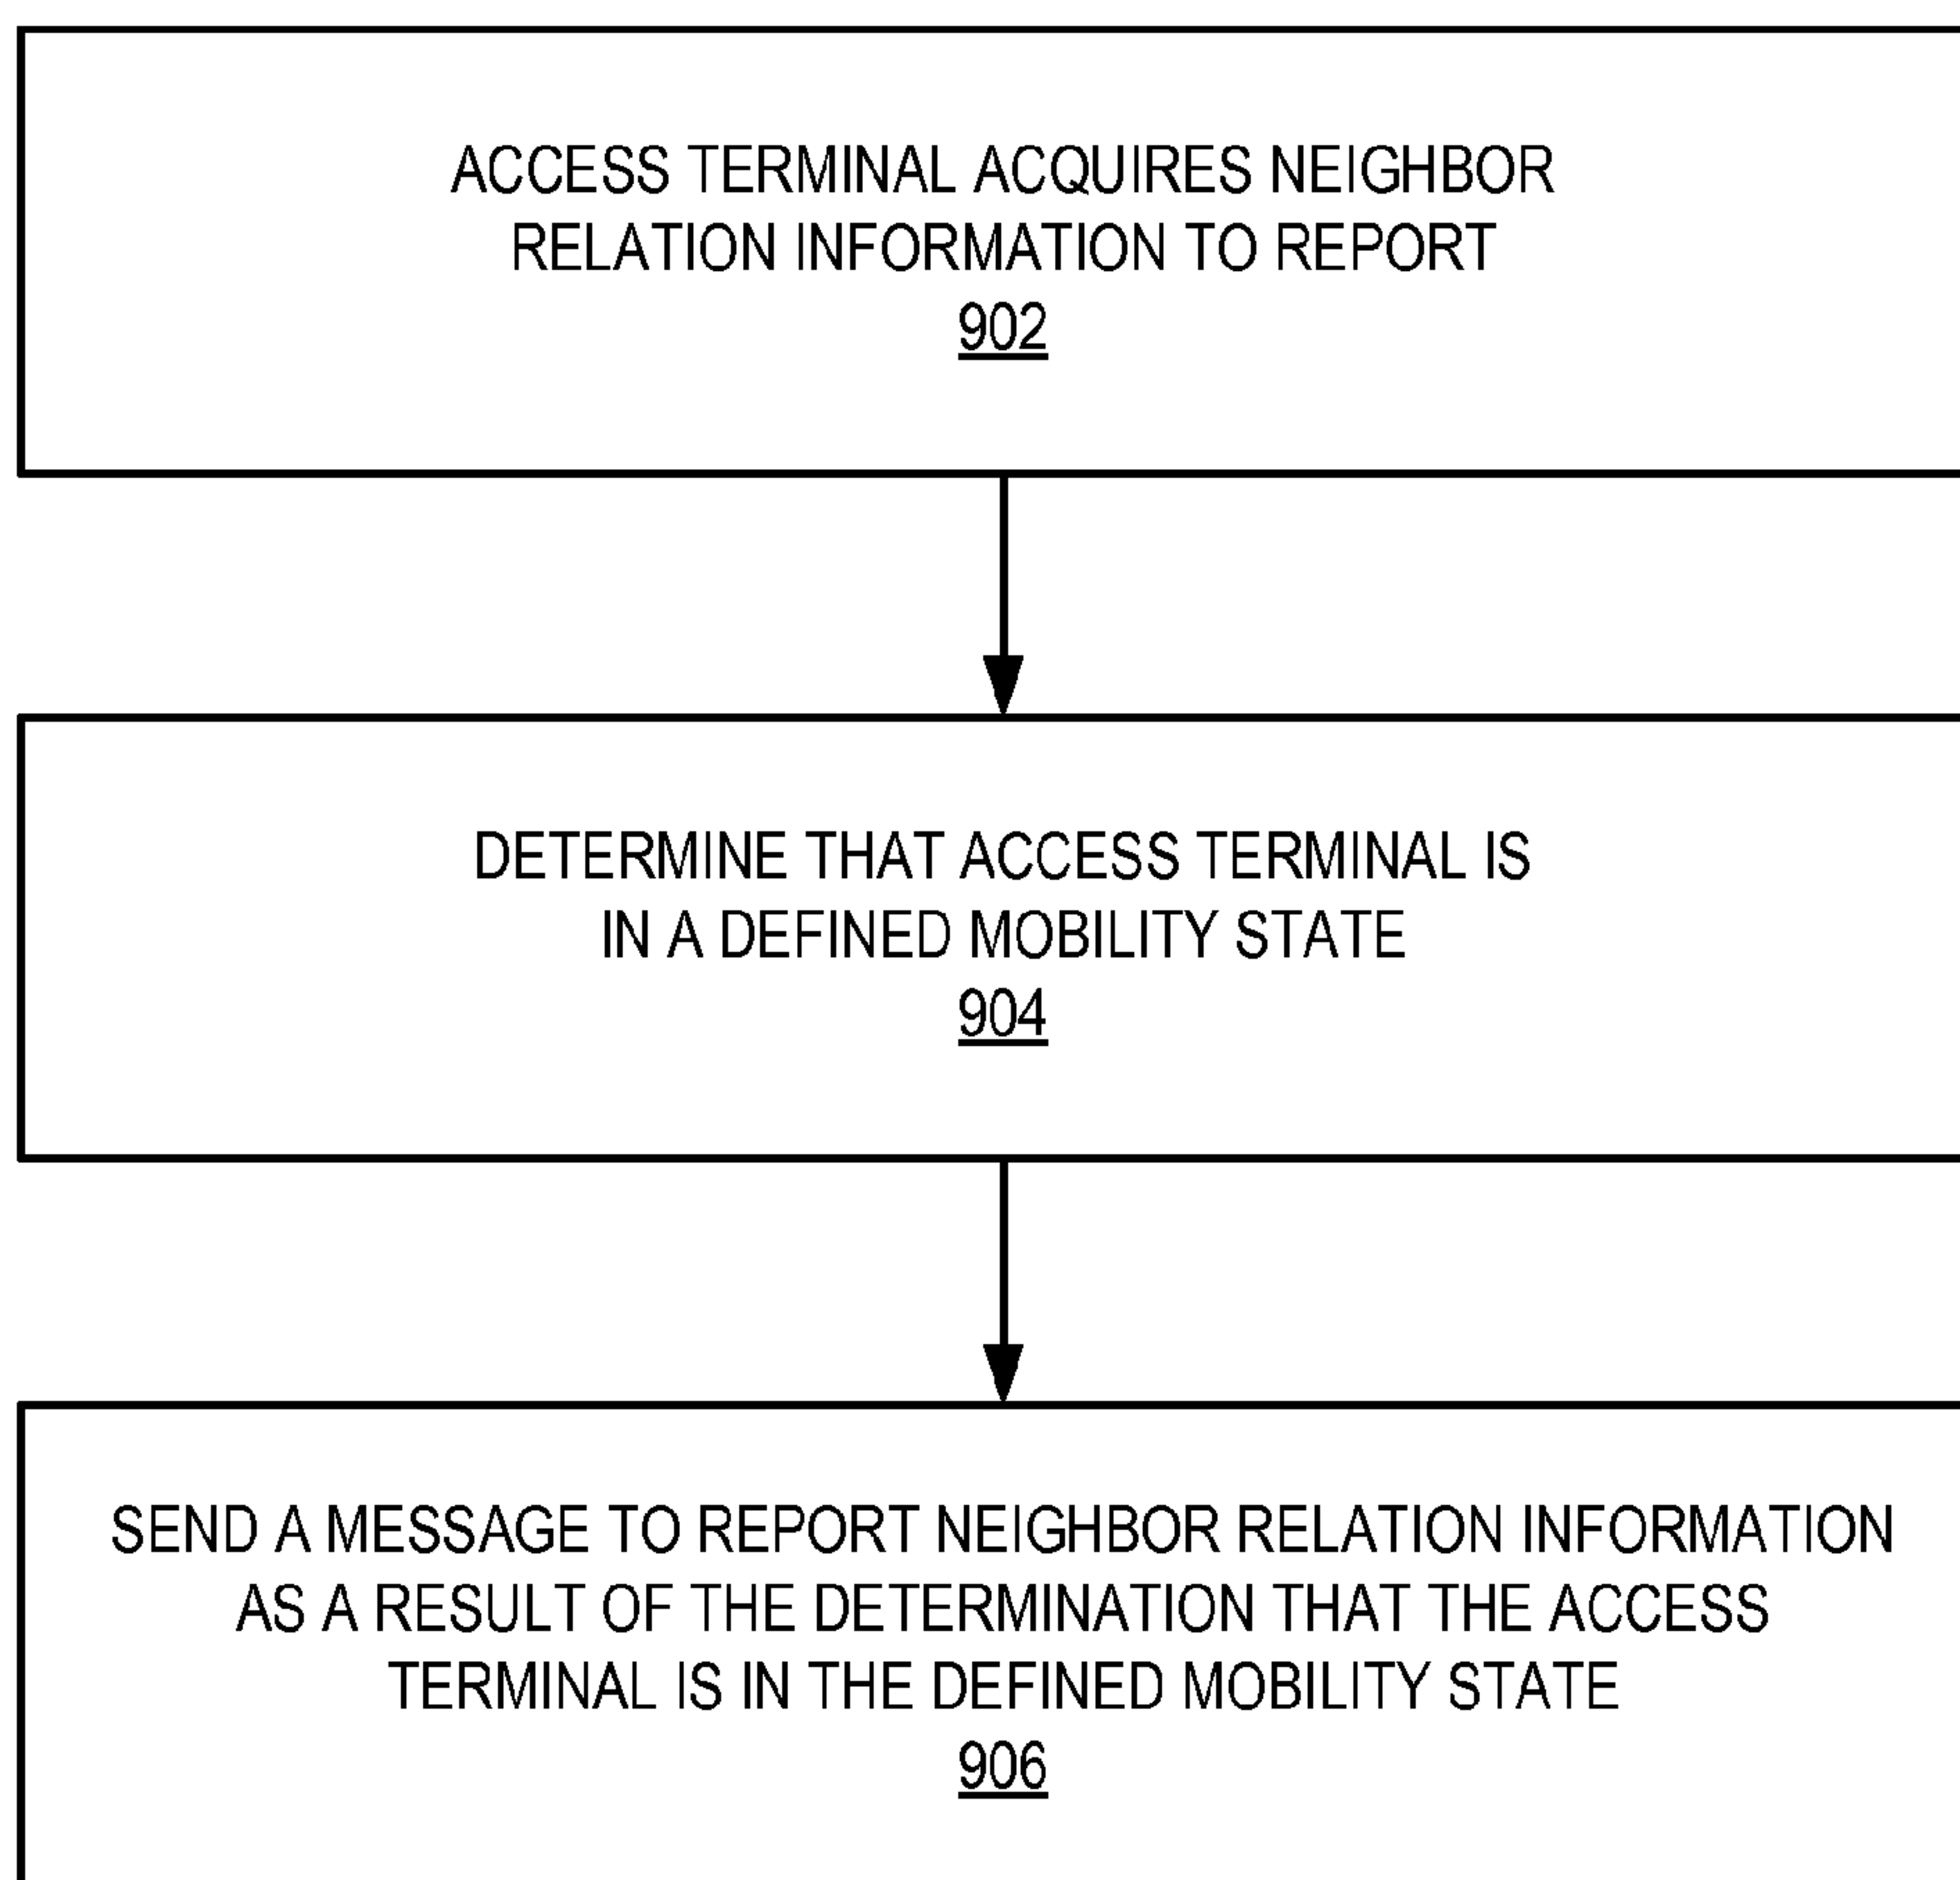 ACCESS TERMINAL ACQUIRES NEIGHBOR
RELATION INFORMATION TO REPORT
902
DETERMINE THAT ACCESS TERMINAL IS
IN A DEFINED MOBILITY STATE
904
SEND A MESSAGE TO REPORT NEIGHBOR RELATION INFORMATION
AS A RESULT OF THE DETERMINATION THAT THE ACCESS
TERMINAL IS IN THE DEFINED MOBILITY STATE
906